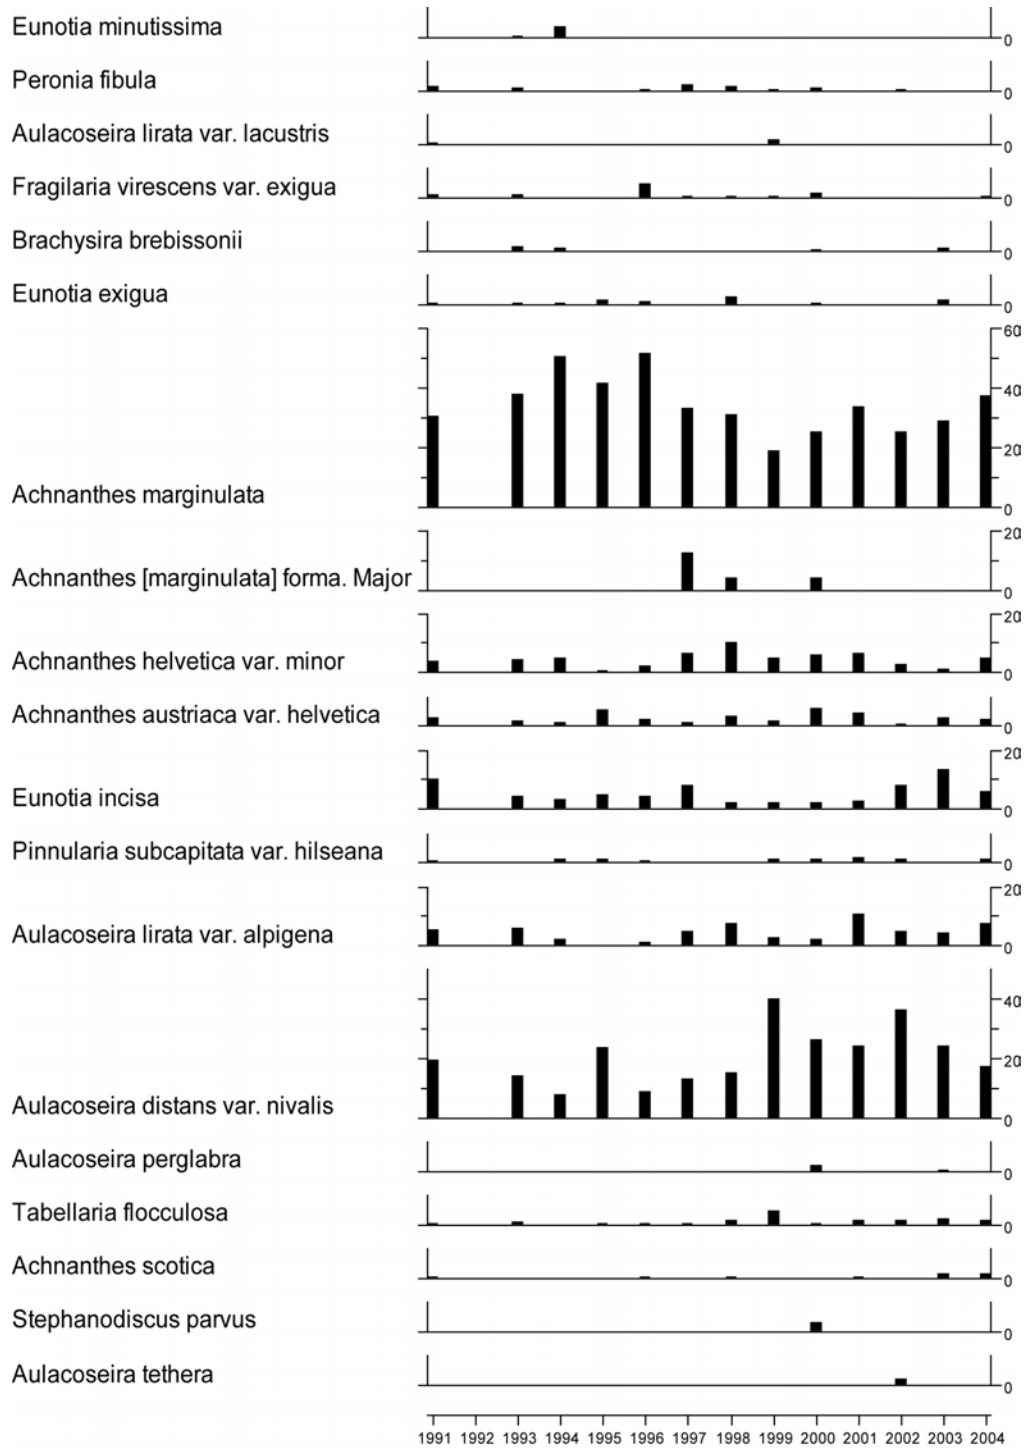 Eunotia minutissima
0
Peronia fibula
0
Aulacoseira lirata var. lacustris
0
Fragilaria virescens var. exigua
0
Brachysira brebissonii
0
Eunotia exigua
0
60
40
20
Achnanthes marginulata
0
20
Achnanthes [marginulata] forma. Major
0
20
Achnanthes helvetica var. minor
0
Achnanthes austriaca var. helvetica
0
20
Eunotia incisa
0
Pinnularia subcapitata var. hilseana
0
20
Aulacoseira lirata var. alpigena
0
40
20
Aulacoseira distans var. nivalis
0
Aulacoseira perglabra
0
Tabellaria flocculosa
0
Achnanthes scotica
0
Stephanodiscus parvus
0
Aulacoseira tethera
0
1991 1992 1993 1994 1995 1996 1997 1998 1999 2000 2001 2002 2003 2004